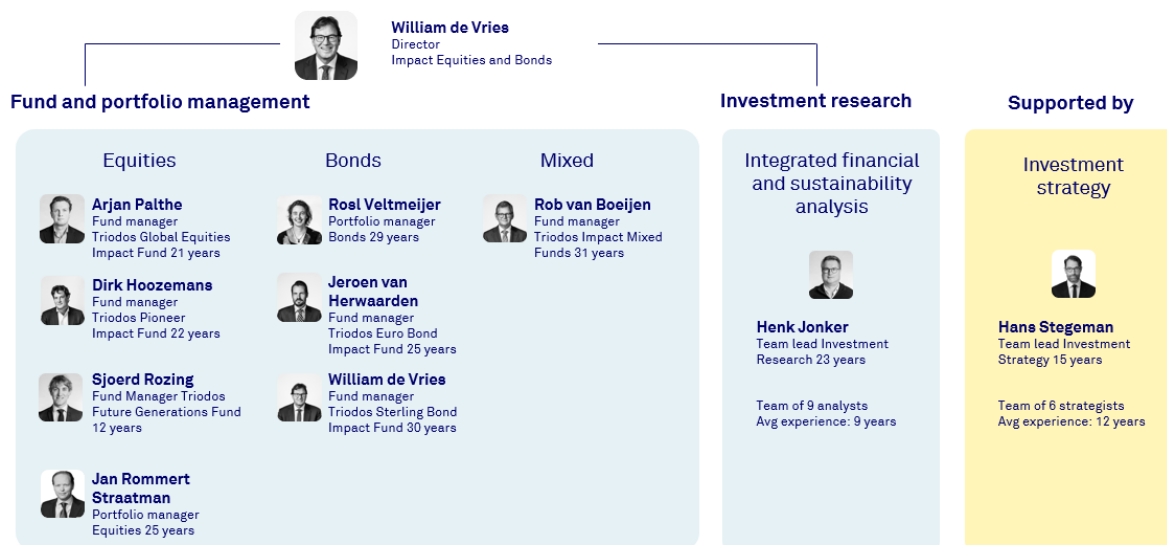 William de Vries
Director
Impact Equities and Bonds
Fund and portfolio management
Investment research
Supported by
Equities
Arjan Palthe
Fund manager
Triodos Global Equities
Impact Fund 21 years
Dirk Hoozemans
Fund manager
Triodos Pioneer
Impact Fund 22 years
Sjoerd Rozing
Fund Manager Triodos
Future Generations Fund
12 years
Jan Rommert
Straatman
Portfolio manager
Equities 25 years
Bonds
Rosl Veltmeijer
Portfolio manager
Bonds 29 years
Jeroen van
Herwaarden
Fund manager
Triodos Euro Bond
Impact Fund 25 years
William de Vries
Fund manager
Triodos Sterling Bond
Impact Fund 30 years
Mixed
Rob van Boeijen
Fund manager
Triodos Impact Mixed
Funds 31 years
Integrated financial
and sustainability
analysis
Henk Jonker
Team lead Investment
Research 23 years
Team of 9 analysts
Avg experience: 9 years
Investment
strategy
Hans Stegeman
Team lead Investment
Strategy 15 years
Team of 6 strategists
Avg experience: 12 years